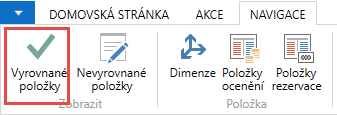 DOMOVSKÁ STRÁNKA AKCE NAVIGACE
Vyrovnané položky Nevyrovnané položky Dimenze Položky ocenění Položky rezervace
Zobrazit Položka